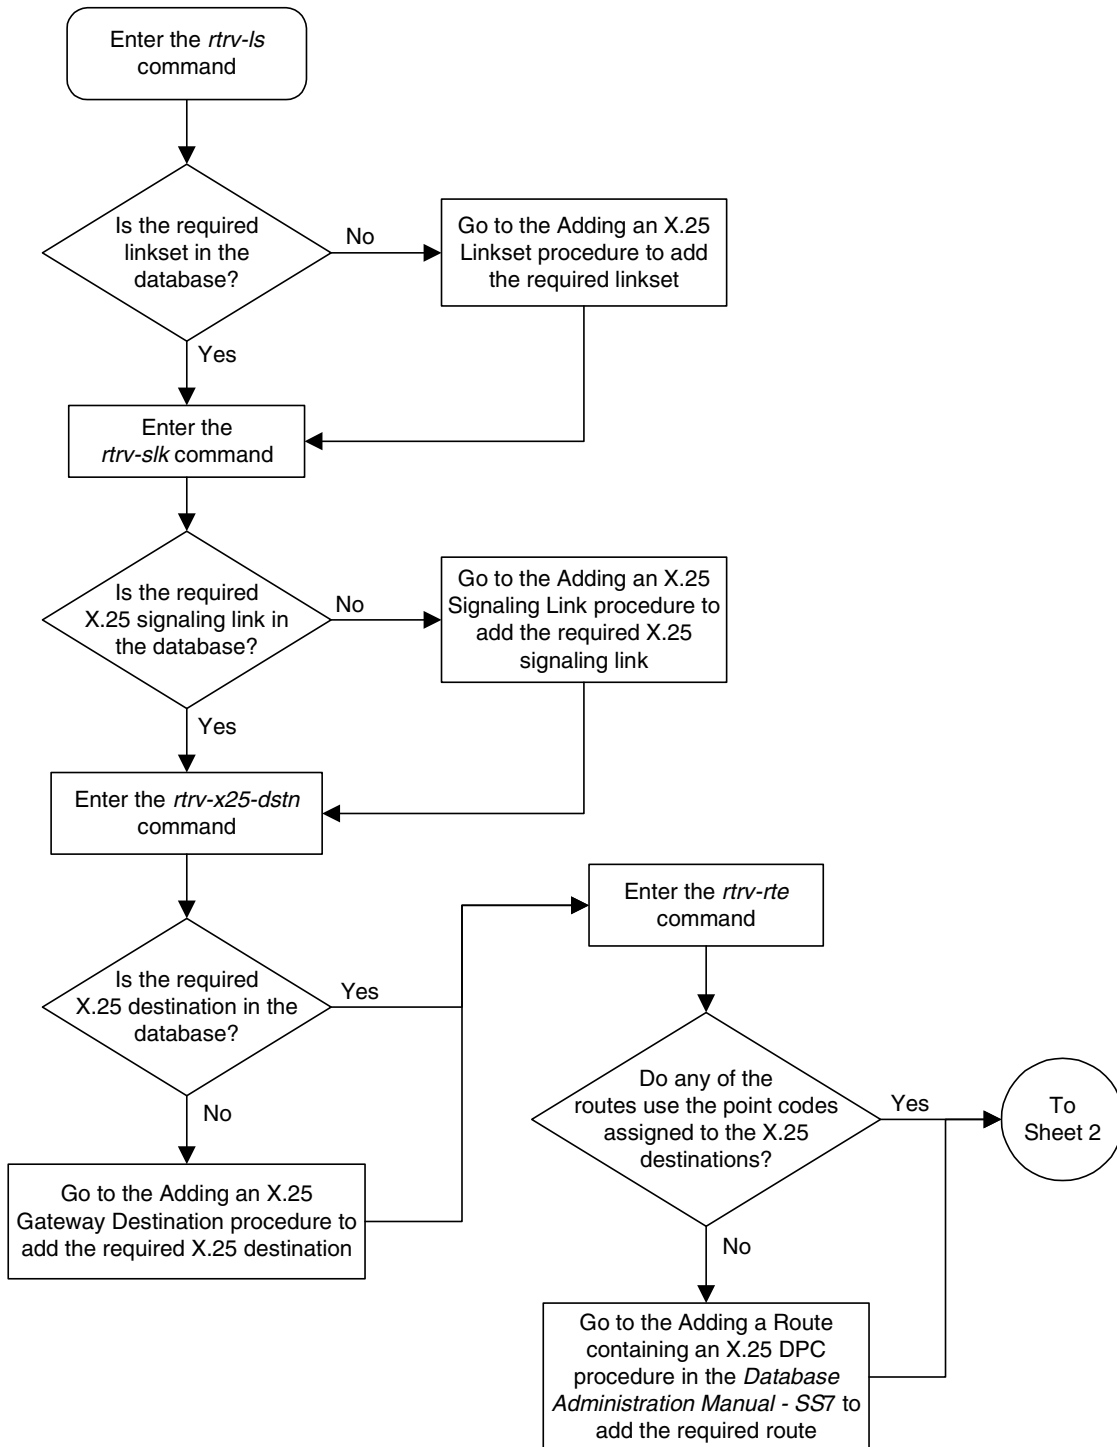 Enter the rtrv-ls
command
Is the required
linkset in the
database?
No
Go to the Adding an X.25
Linkset procedure to add
the required linkset
Yes
Enter the
rtrv-slk command
Is the required
X.25 signaling link in
the database?
No
Go to the Adding an X.25
Signaling Link procedure to
add the required X.25
signaling link
Yes
Enter the rtrv-x25-dstn
command
Is the required
X.25 destination in the
database?
Yes
No
Go to the Adding an X.25
Gateway Destination procedure to
add the required X.25 destination
Enter the rtrv-rte
command
Do any of the
routes use the point codes
assigned to the X.25
destinations?
Yes
To
Sheet 2
No
Go to the Adding a Route
containing an X.25 DPC
procedure in the Database
Administration Manual - SS7 to
add the required route